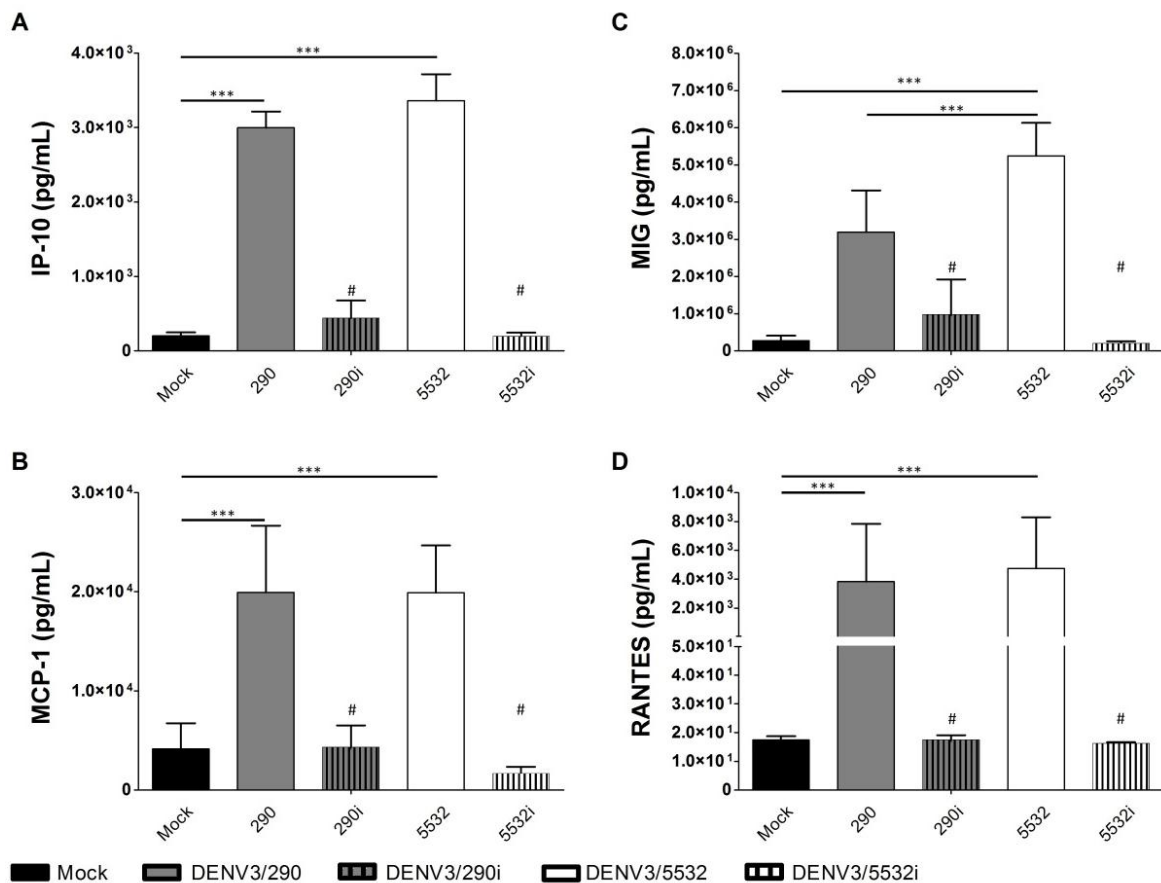 A
IP-10 (pg/mL)
4.0×10³
3.0×10³
2.0×10³
1.0×10³
0
***
***
#
#
Mock
290
290i
5532
5532i
C
MIG (pg/mL)
8.0×10⁶
7.0×10⁶
6.0×10⁶
5.0×10⁶
4.0×10⁶
3.0×10⁶
2.0×10⁶
1.0×10⁶
0
***
***
#
#
Mock
290
290i
5532
5532i
B
MCP-1 (pg/mL)
3.0×10⁴
2.0×10⁴
1.0×10⁴
0
***
***
#
#
Mock
290
290i
5532
5532i
D
RANTES (pg/mL)
1.0×10⁴
8.0×10³
6.0×10³
4.0×10³
2.0×10³
5.0×10¹
4.0×10¹
3.0×10¹
2.0×10¹
1.0×10¹
0
***
***
#
#
Mock
290
290i
5532
5532i
Mock DENV3/290 DENV3/290i DENV3/5532 DENV3/5532i